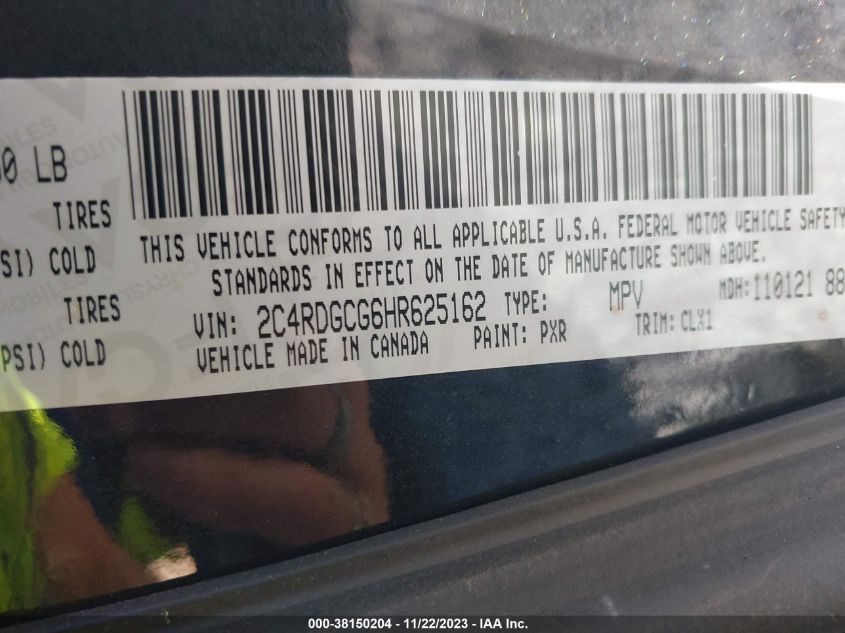 00 LB
TIRES
SI) COLD
TIRES
PSI) COLD
THIS VEHICLE CONFORMS TO ALL APPLICABLE U.S.A. FEDERAL MOTOR VEHICLE SAFETY
STANDARDS IN EFFECT ON THE DATE OF MANUFACTURE SHOWN ABOVE.
VIN: 2C4RDGCG6HR625162 TYPE: MPV MDH: 110121 88
VEHICLE MADE IN CANADA PAINT: PXR TRIM: CLX1
000-38150204 - 11/22/2023 - IAA Inc.